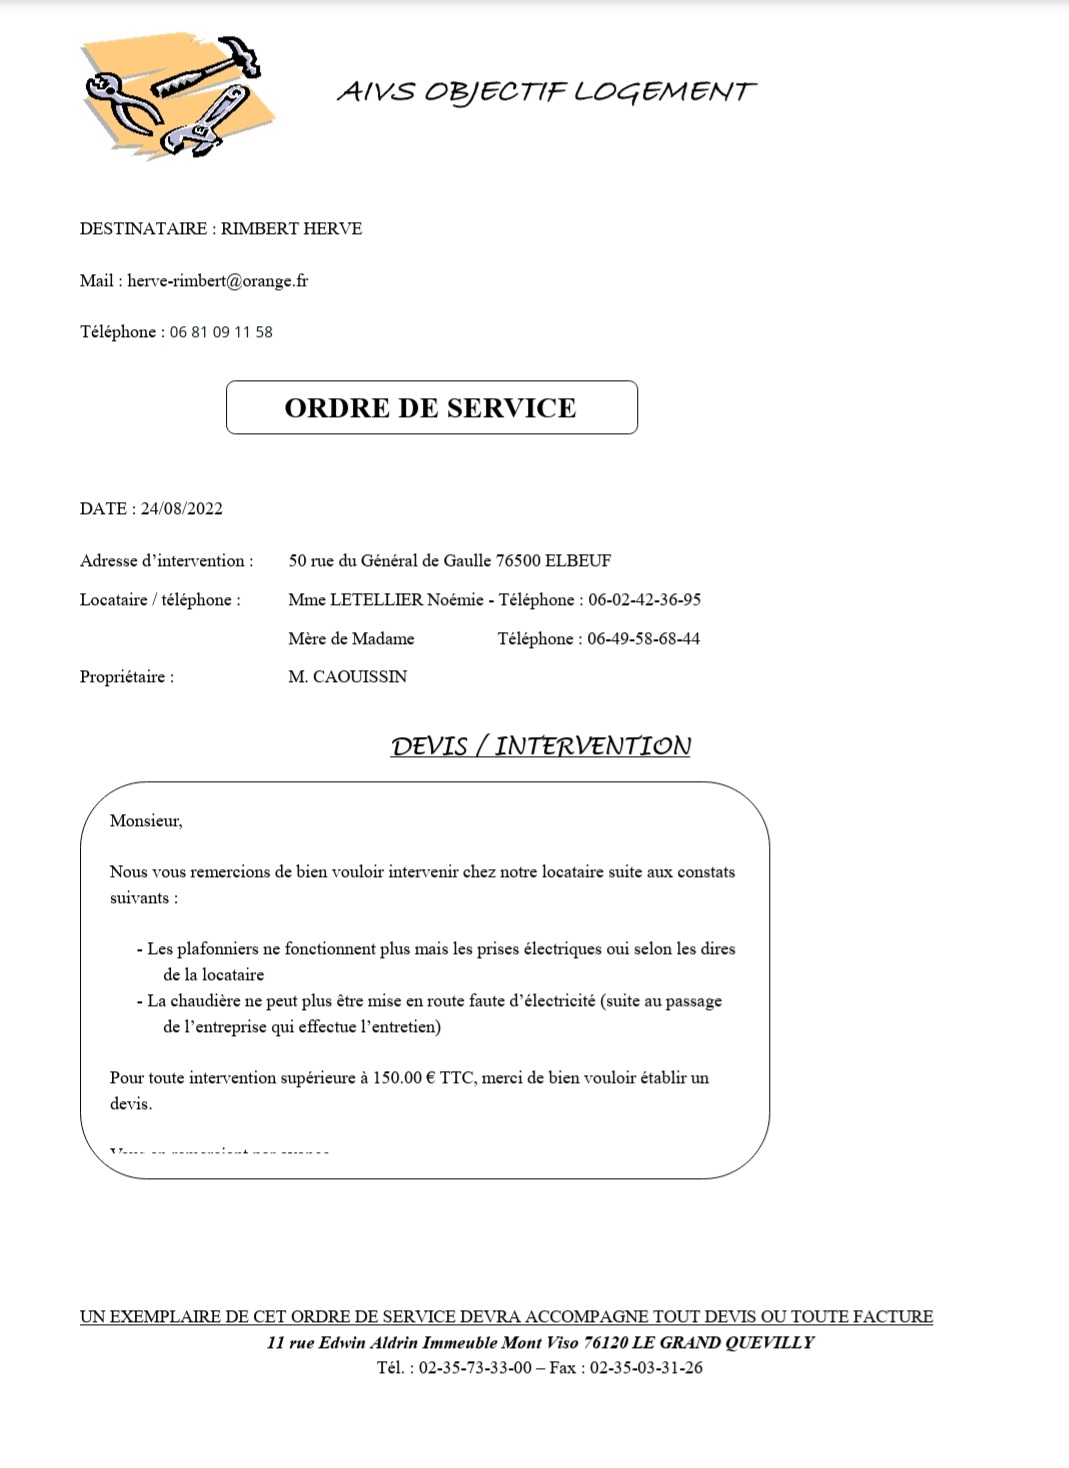 AIVS OBJECTIF LOGEMENT
DESTINATAIRE : RIMBERT HERVE
Mail : herve-rimbert@orange.fr
Téléphone : 06 81 09 11 58
ORDRE DE SERVICE
DATE : 24/08/2022
Adresse d’intervention : 50 rue du Général de Gaulle 76500 ELBEUF
Locataire / téléphone : Mme LETELLIER Noémie - Téléphone : 06-02-42-36-95
Mère de Madame Téléphone : 06-49-58-68-44
Propriétaire : M. CAOUISSIN
DEVIS / INTERVENTION
Monsieur,
Nous vous remercions de bien vouloir intervenir chez notre locataire suite aux constats
suivants :
- Les plafonniers ne fonctionnent plus mais les prises électriques oui selon les dires
de la locataire
- La chaudière ne peut plus être mise en route faute d’électricité (suite au passage
de l’entreprise qui effectue l’entretien)
Pour toute intervention supérieure à 150.00 € TTC, merci de bien vouloir établir un
devis.
UN EXEMPLAIRE DE CET ORDRE DE SERVICE DEVRA ACCOMPAGNE TOUT DEVIS OU TOUTE FACTURE
11 rue Edwin Aldrin Immeuble Mont Viso 76120 LE GRAND QUEVILLY
Tél. : 02-35-73-33-00 – Fax : 02-35-03-31-26